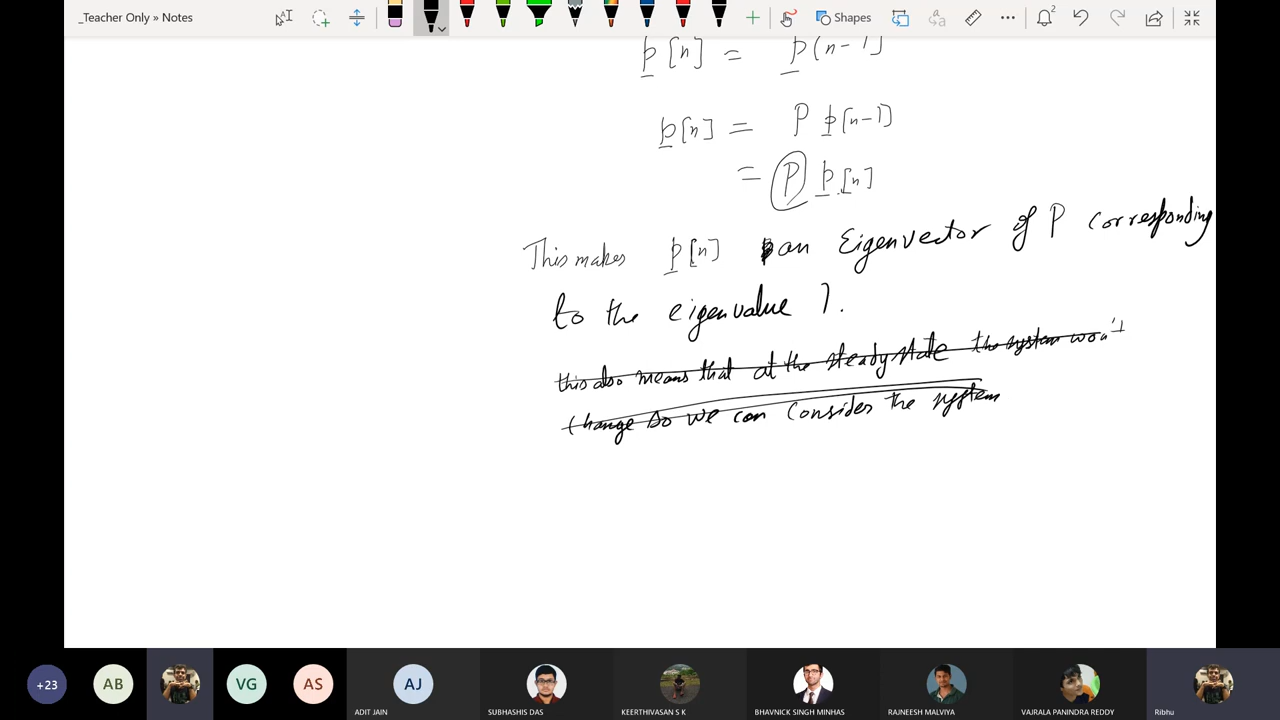 _Teacher Only » Notes
Shapes
p[n] = p(n-1]
p[n] = P p[n-1]
= P p[n]
This makes p[n] an Eigenvector of P corresponding
to the eigenvalue 1.
this also means that at the steady state the system won't
change so we can consider the system
+23 AB VG AS AJ
ADIT JAIN SUBHASHIS DAS KEERTHIVASAN S K BHAVNICK SINGH MINHAS RAJNEESH MALVIYA VAJRALA PANINDRA REDDY Ribhu